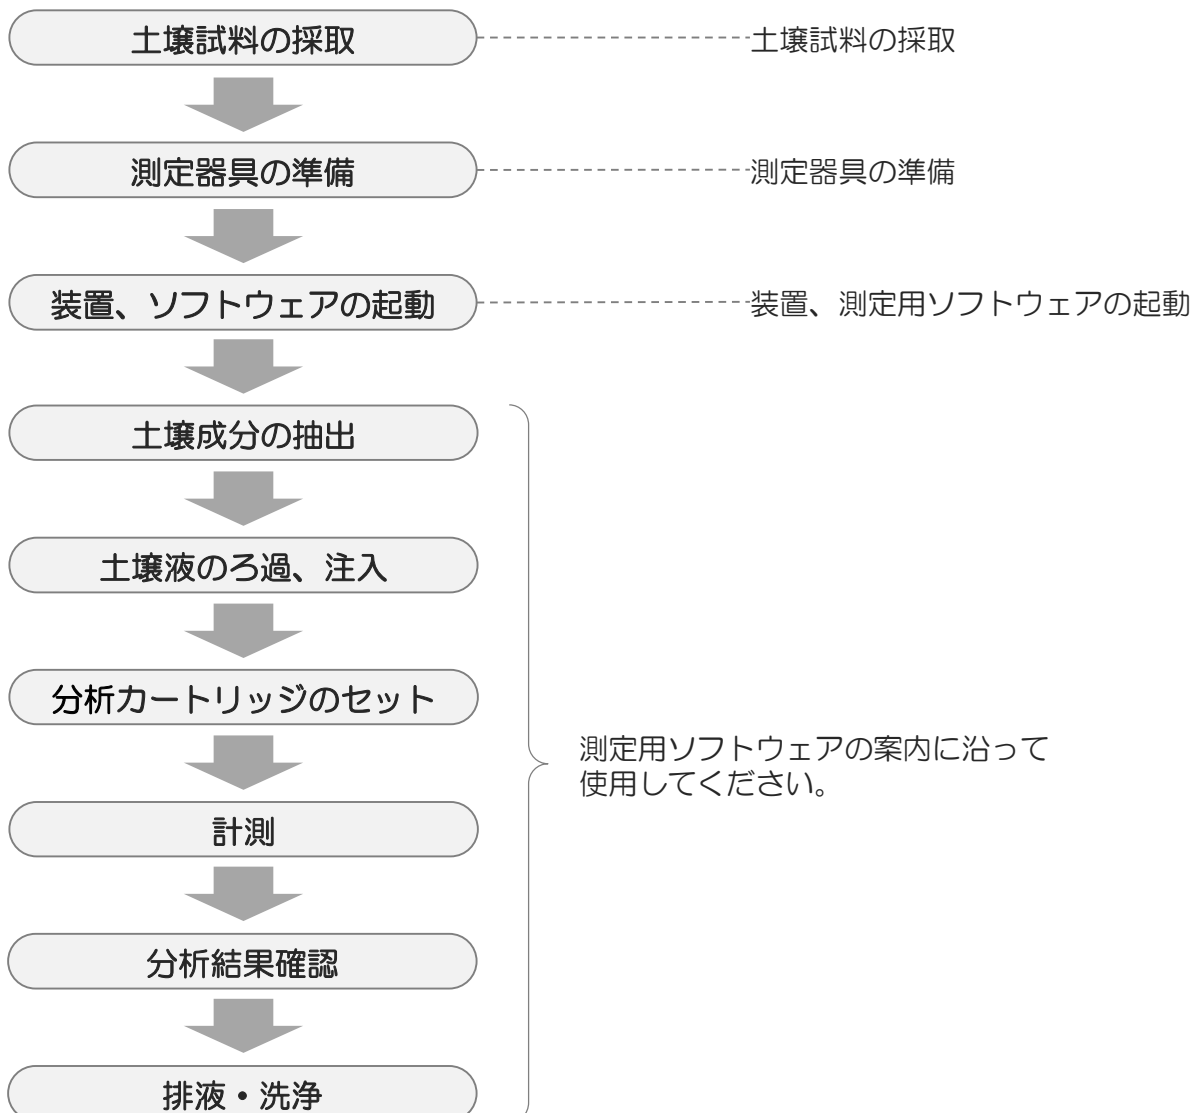 土壌試料の採取
土壌試料の採取
測定器具の準備
測定器具の準備
装置、ソフトウェアの起動
装置、測定用ソフトウェアの起動
土壌成分の抽出
土壌液のろ過、注入
分析カートリッジのセット
測定用ソフトウェアの案内に沿って
使用してください。
計測
分析結果確認
排液・洗浄